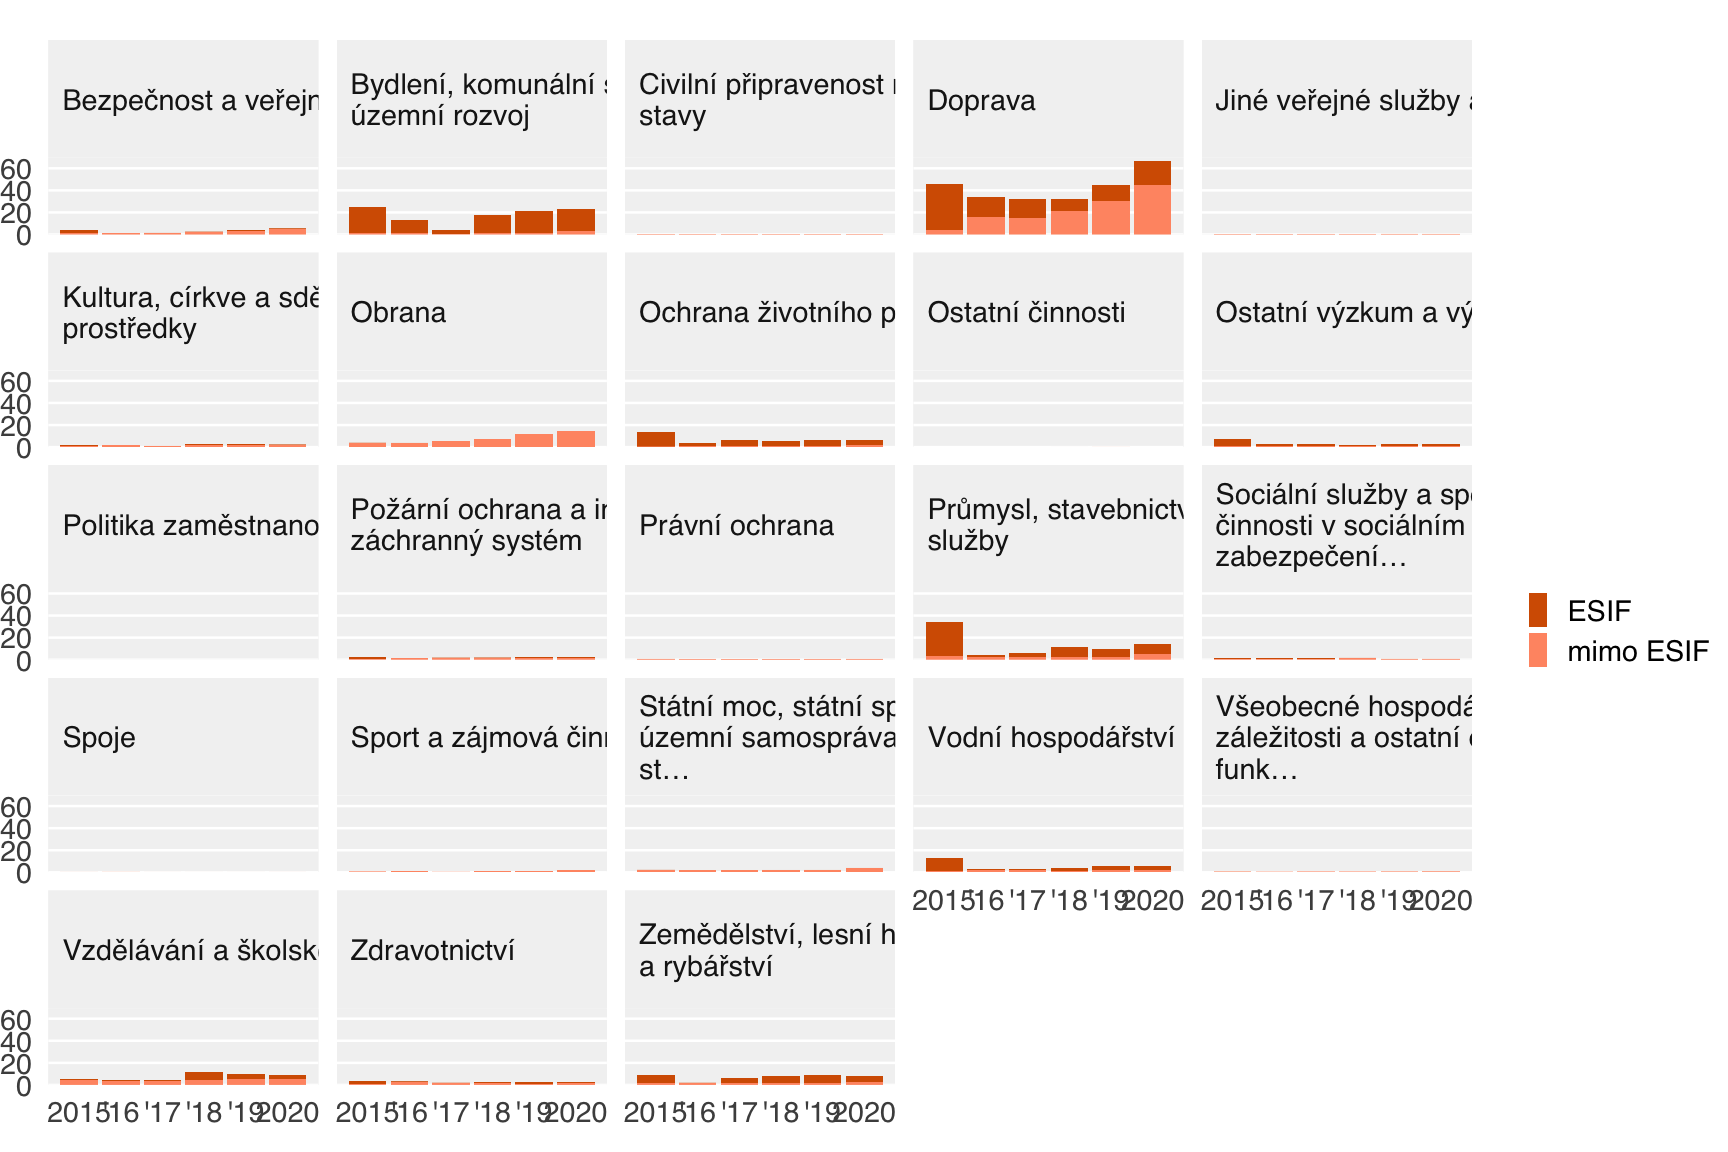 Bezpečnost a veřejn
Bydlení, komunální s
územní rozvoj
Civilní připravenost n
stavy
Doprava
Jiné veřejné služby a
60
40
20
0
Kultura, církve a sdě
prostředky
Obrana
Ochrana životního p
Ostatní činnosti
Ostatní výzkum a vý
60
40
20
0
Politika zaměstnano
Požární ochrana a in
záchranný systém
Právní ochrana
Průmysl, stavebnictv
služby
Sociální služby a spo
činnosti v sociálním
zabezpečení…
60
40
20
0
ESIF
mimo ESIF
Spoje
Sport a zájmová činn
Státní moc, státní sp
územní samospráva
st…
Vodní hospodářství
Všeobecné hospodá
záležitosti a ostatní
funk…
60
40
20
0
2015 '16 '17 '18 '19 2020
2015 '16 '17 '18 '19 2020
Vzdělávání a školsk
Zdravotnictví
Zemědělství, lesní h
a rybářství
60
40
20
0
2015 '16 '17 '18 '19 2020
2015 '16 '17 '18 '19 2020
2015 '16 '17 '18 '19 2020